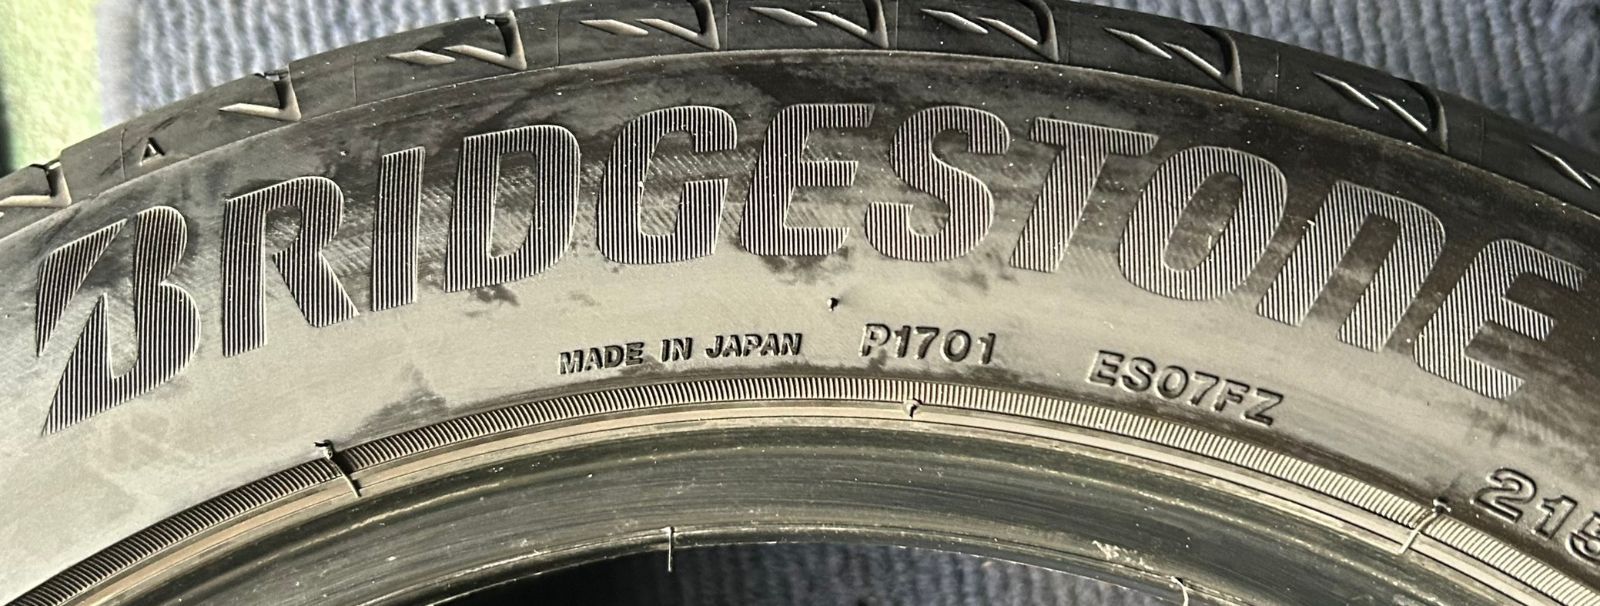 BRIDGESTONE
MADE IN JAPAN P1701 ES07FZ
215